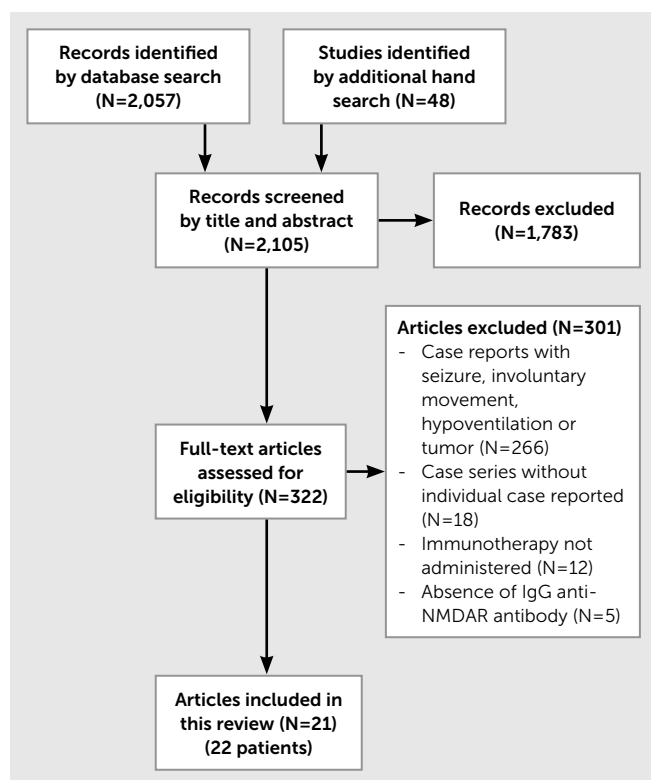 Records identified
by database search
(N=2,057)
Studies identified
by additional hand
search (N=48)
Records screened
by title and abstract
(N=2,105)
Records excluded
(N=1,783)
Articles excluded (N=301)
- Case reports with
seizure, involuntary
movement,
hypoventilation or
tumor (N=266)
- Case series without
individual case reported
(N=18)
- Immunotherapy not
administered (N=12)
- Absence of IgG anti-
NMDAR antibody (N=5)
Full-text articles
assessed for
eligibility (N=322)
Articles included in
this review (N=21)
(22 patients)